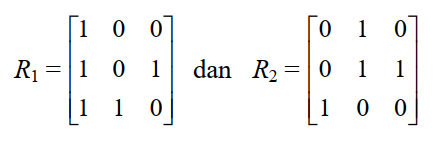 R₁ = [1 0 0; 1 0 1; 1 1 0] dan R₂ = [0 1 0; 0 1 1; 1 0 0]